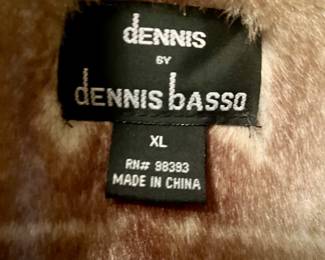 dENNIS
BY
dENNIS bASSO
XL
RN# 98393
MADE IN CHINA